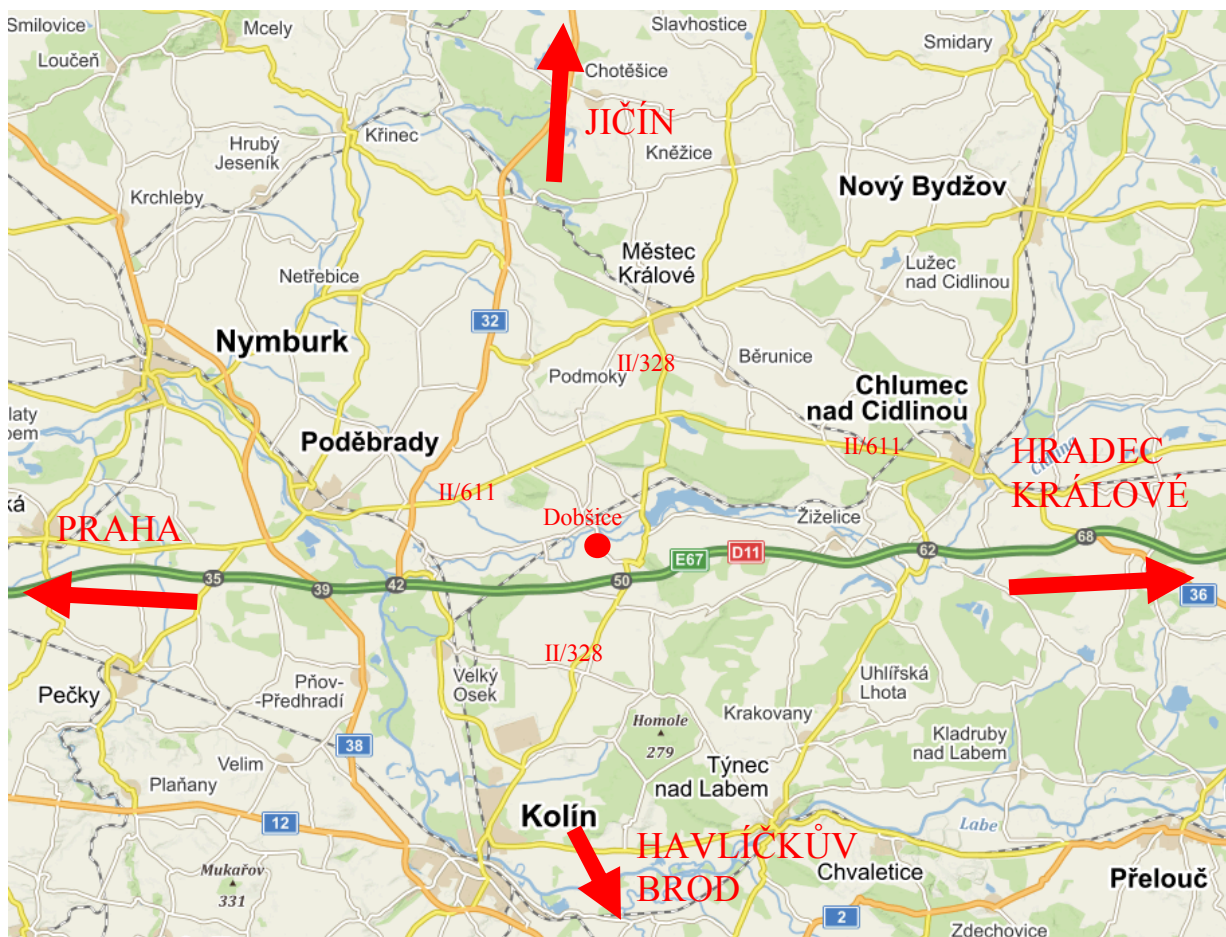 Smilovice
Mcely
Slavhostice
Smidary
Loučeň
Chotěšice
JIČÍN
Křinec
Hrubý
Jeseník
Kněžice
Krchleby
Nový Bydžov
Městec
Králové
Netřebice
Lužec
nad Cidlinou
32
Nymburk
II/328
Běrunice
Podmoky
Chlumec
nad Cidlinou
Poděbrady
II/611
HRADEC
KRÁLOVÉ
II/611
Cidlina
PRAHA
Dobšice
Žiželice
E67
D11
68
62
35
39
42
50
36
II/328
Velký
Osek
Uhlířská
Lhota
Pečky
Pňov-
-Předhradí
Krakovany
Homole
279
Kladruby
nad Labem
38
Velim
Týnec
nad Labem
Plaňany
12
Kolín
Labe
HAVLÍČKŮV
BROD
Mukařov
331
Chvaletice
Přelouč
2
Zdechovice